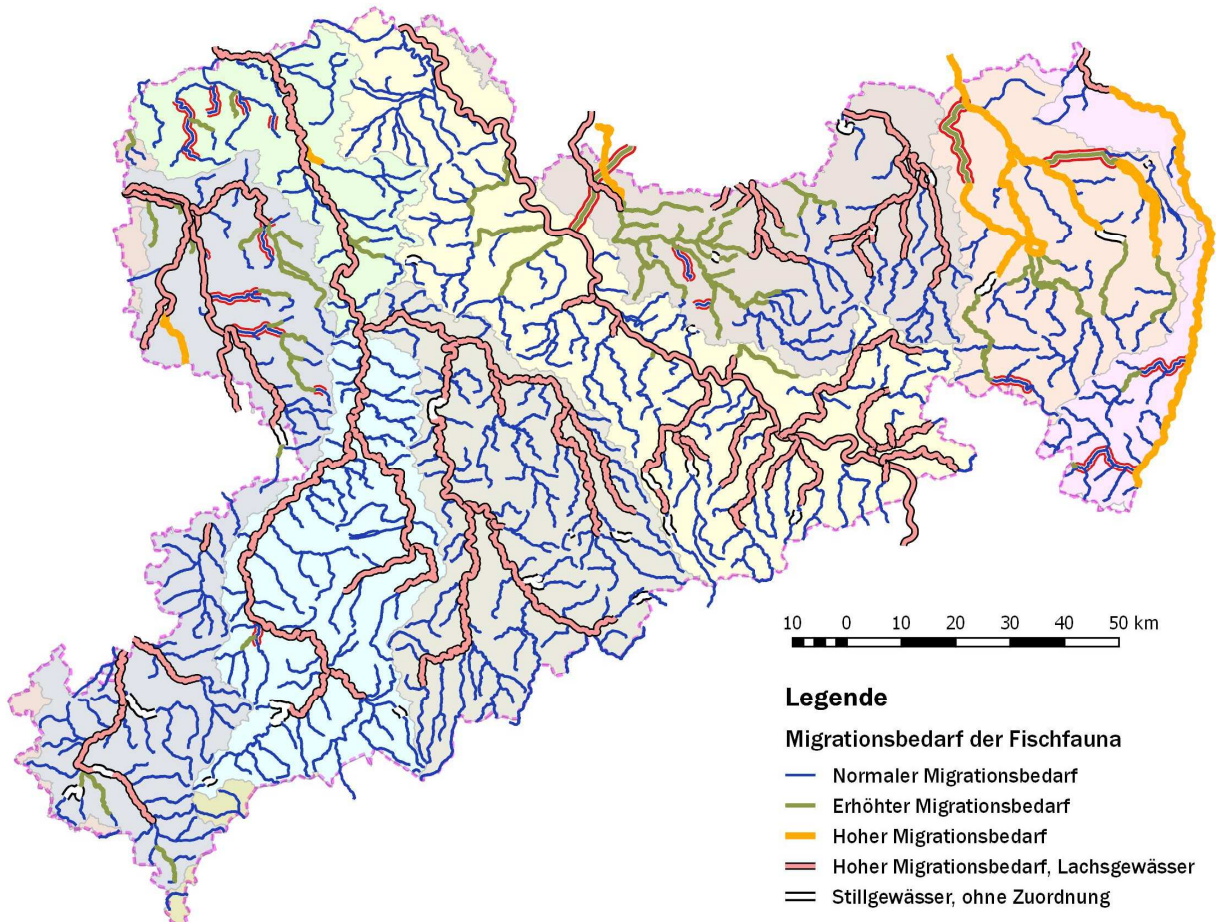 10 0 10 20 30 40 50 km
Legende
Migrationsbedarf der Fischfauna
Normaler Migrationsbedarf
Erhöhter Migrationsbedarf
Hoher Migrationsbedarf
Hoher Migrationsbedarf, Lachsgewässer
Stillgewässer, ohne Zuordnung